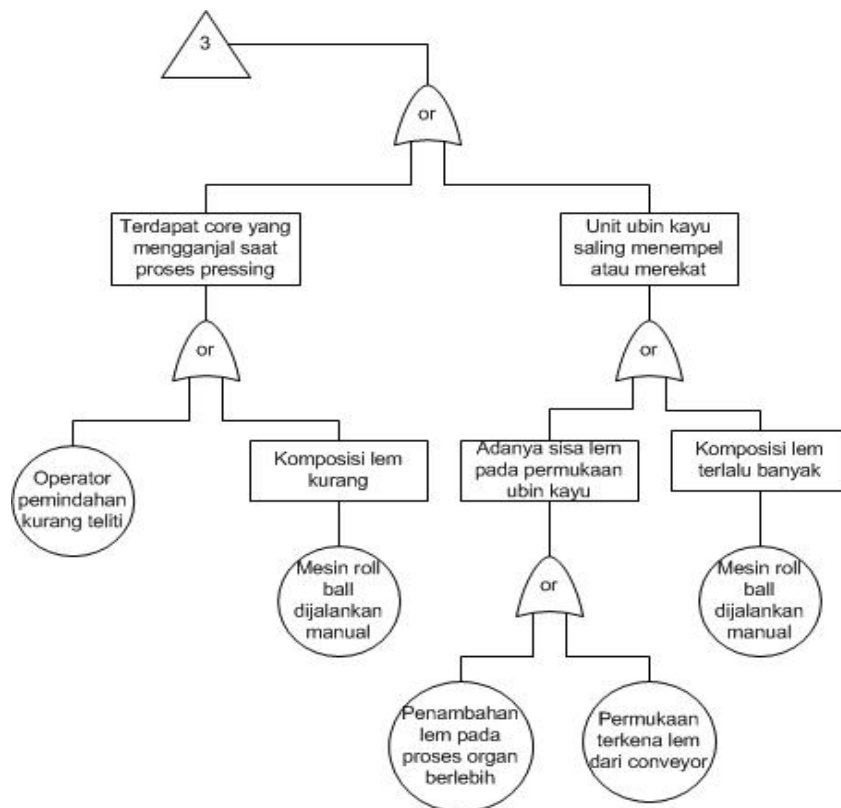 3
or
Terdapat core yang
mengganjal saat
proses pressing
Unit ubin kayu
saling menempel
atau merekat
or
or
Operator
pemindahan
kurang teliti
Komposisi lem
kurang
Adanya sisa lem
pada permukaan
ubin kayu
Komposisi lem
terlalu banyak
Mesin roll
ball
dijalankan
manual
or
Mesin roll
ball
dijalankan
manual
Penambahan
lem pada
proses organ
berlebih
Permukaan
terkena lem
dari conveyor